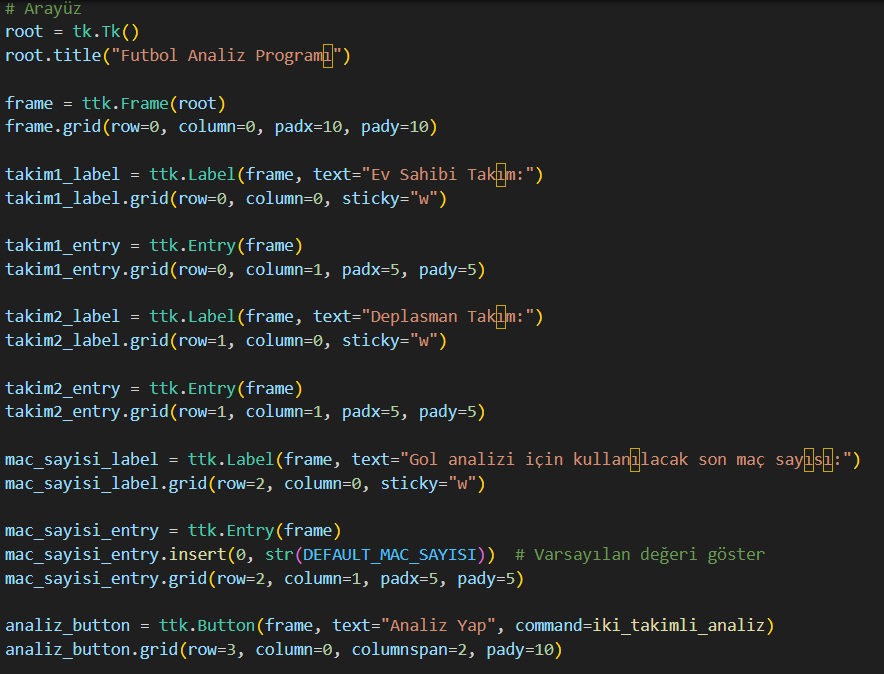 # Arayüz
root = tk.Tk()
root.title("Futbol Analiz Programı")
frame = ttk.Frame(root)
frame.grid(row=0, column=0, padx=10, pady=10)
takim1_label = ttk.Label(frame, text="Ev Sahibi Takım:")
takim1_label.grid(row=0, column=0, sticky="w")
takim1_entry = ttk.Entry(frame)
takim1_entry.grid(row=0, column=1, padx=5, pady=5)
takim2_label = ttk.Label(frame, text="Deplasman Takım:")
takim2_label.grid(row=1, column=0, sticky="w")
takim2_entry = ttk.Entry(frame)
takim2_entry.grid(row=1, column=1, padx=5, pady=5)
mac_sayisi_label = ttk.Label(frame, text="Gol analizi için kullanılacak son maç sayısı:")
mac_sayisi_label.grid(row=2, column=0, sticky="w")
mac_sayisi_entry = ttk.Entry(frame)
mac_sayisi_entry.insert(0, str(DEFAULT_MAC_SAYISI))  # Varsayılan değeri göster
mac_sayisi_entry.grid(row=2, column=1, padx=5, pady=5)
analiz_button = ttk.Button(frame, text="Analiz Yap", command=iki_takimli_analiz)
analiz_button.grid(row=3, column=0, columnspan=2, pady=10)